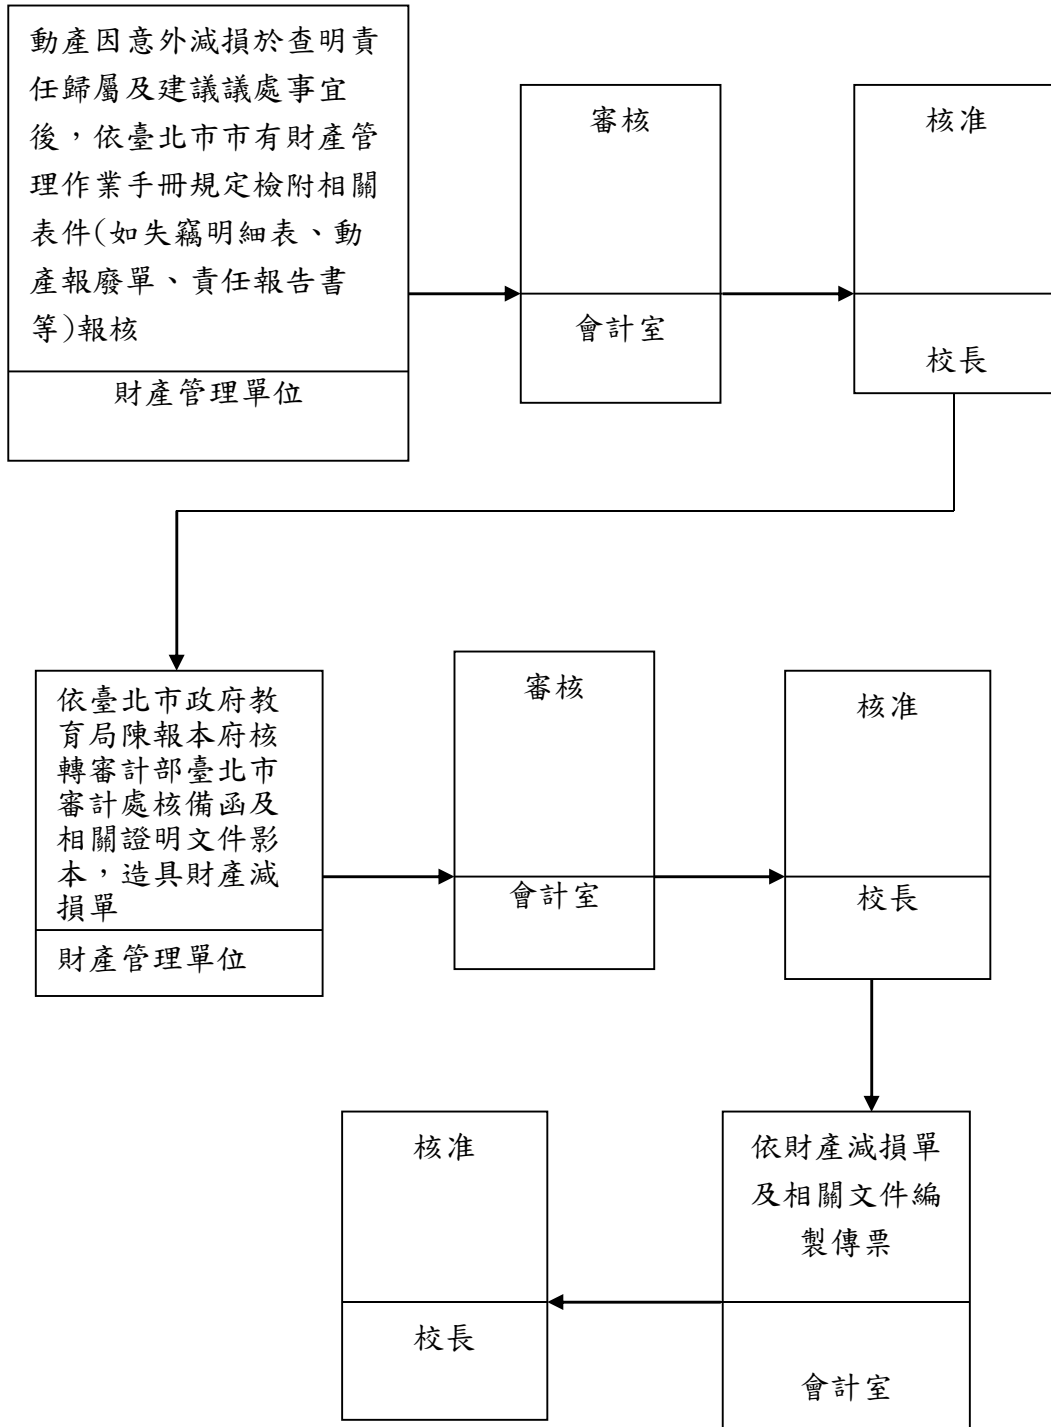 動產因意外減損於查明責
任歸屬及建議議處事宜
後，依臺北市市有財產管
理作業手冊規定檢附相關
表件(如失竊明細表、動
產報廢單、責任報告書
等)報核
財產管理單位
審核
會計室
核准
校長
依臺北市政府教
育局陳報本府核
轉審計部臺北市
審計處核備函及
相關證明文件影
本，造具財產減
損單
財產管理單位
審核
會計室
核准
校長
依財產減損單
及相關文件編
製傳票
會計室
核准
校長